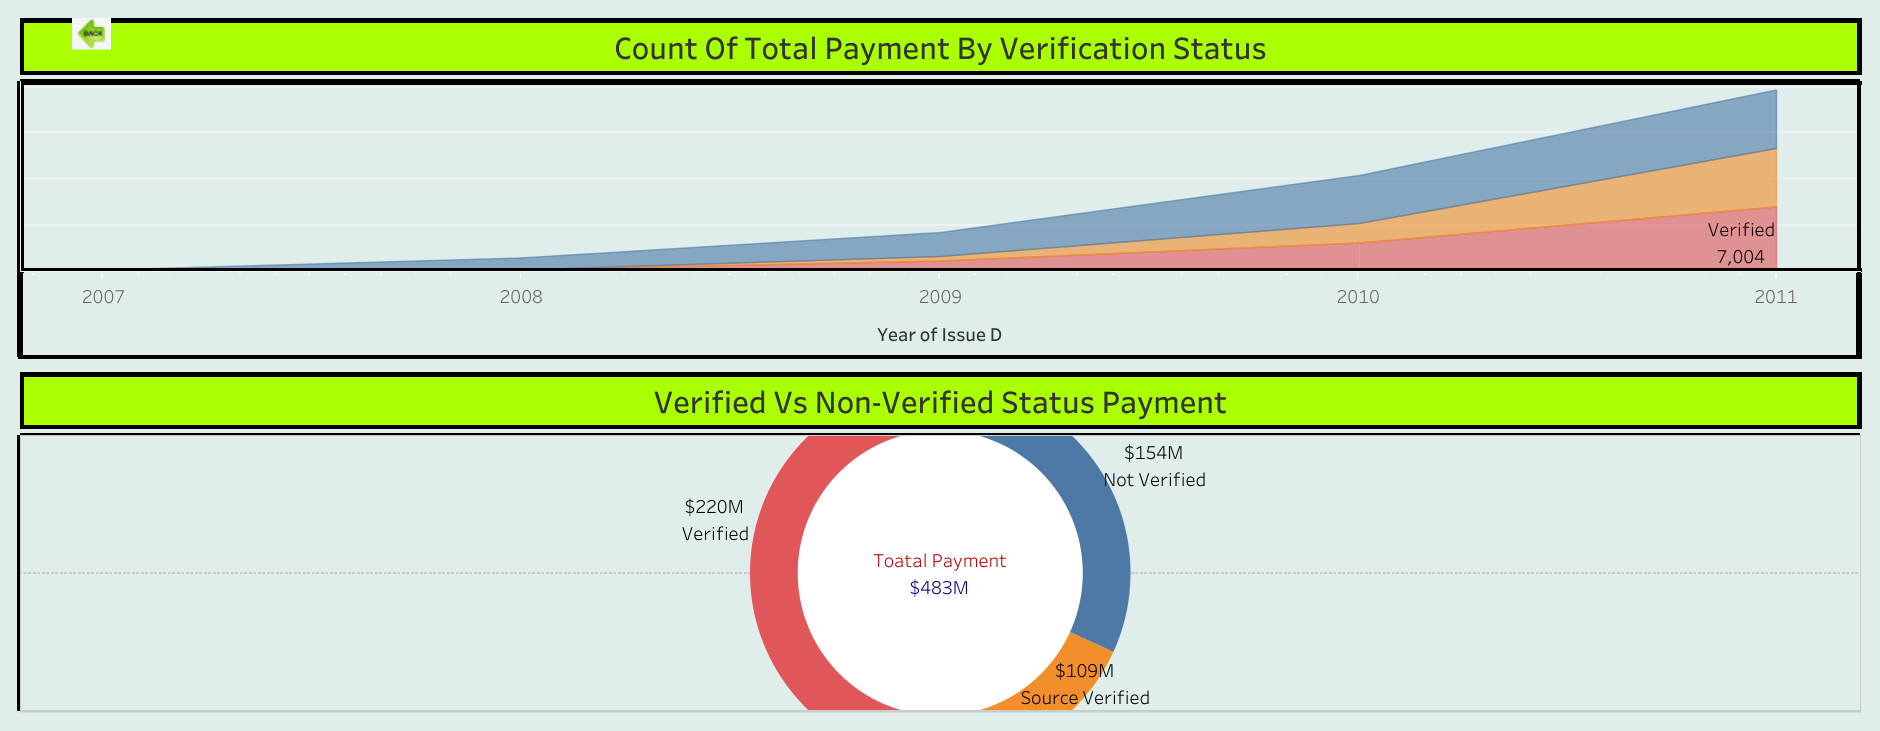 BACK
Count Of Total Payment By Verification Status
Verified
7,004
2007 2008 2009 2010 2011
Year of Issue D
Verified Vs Non-Verified Status Payment
$154M
Not Verified
$220M
Verified
Toatal Payment
$483M
$109M
Source Verified